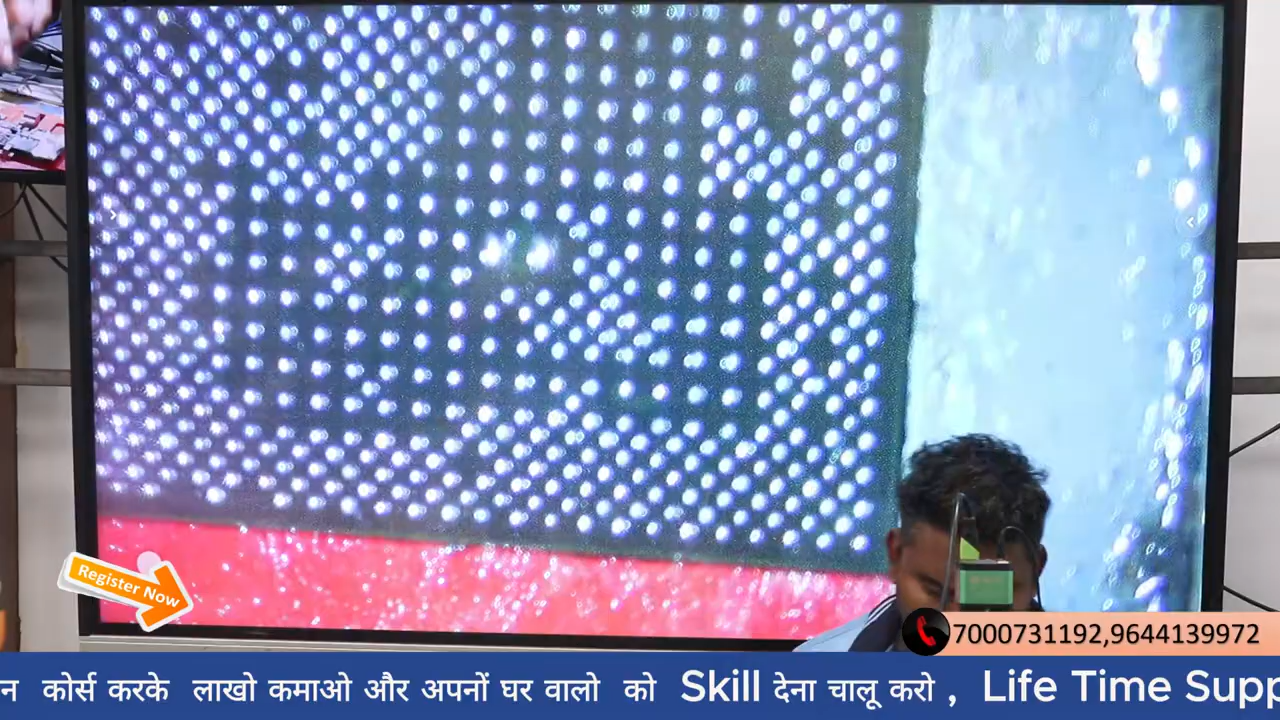 Register Now
7000731192,9644139972
न कोर्स करके लाखो कमाओ और अपनों घर वालो को Skill देना चालू करो , Life Time Supp